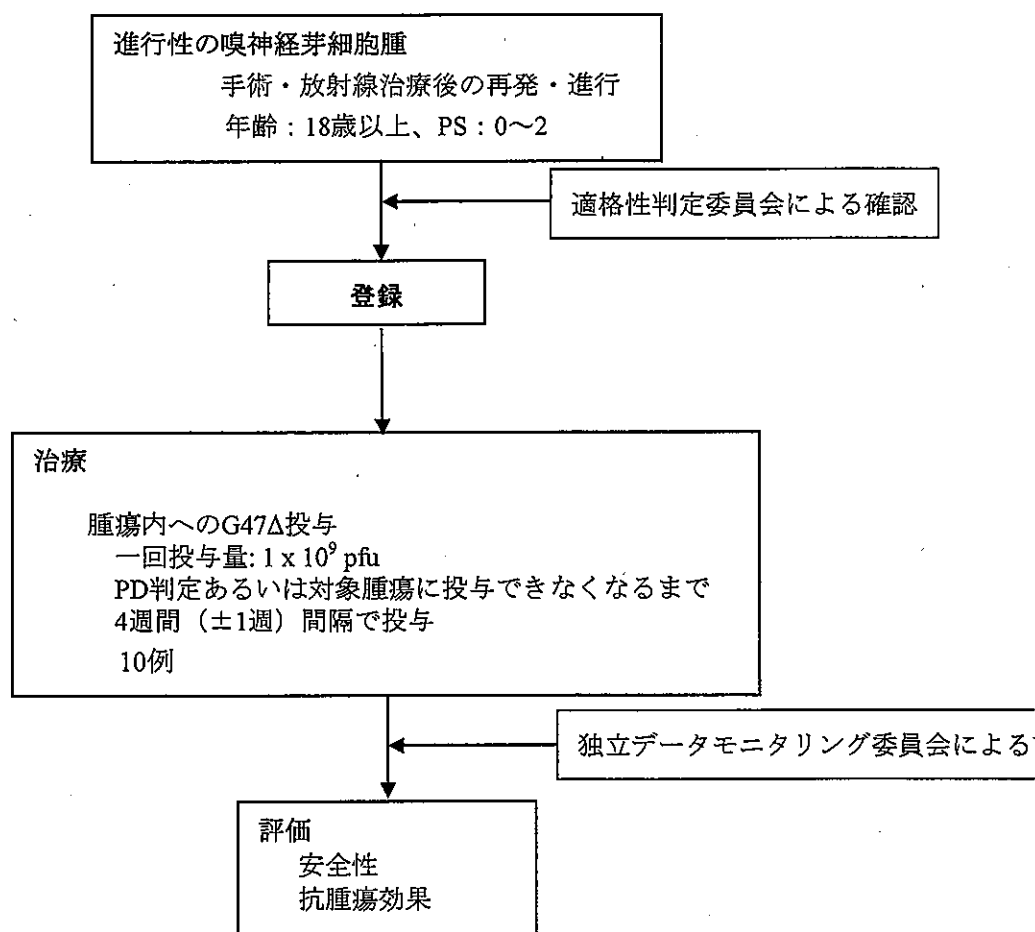 進行性の嗅神経芽細胞腫
手術・放射線治療後の再発・進行
年齢：18歳以上、PS：0～2
適格性判定委員会による確認
登録
治療
腫瘍内へのG47Δ投与
一回投与量: 1 x 10⁹ pfu
PD判定あるいは対象腫瘍に投与できなくなるまで
4週間（±1週）間隔で投与
10例
独立データモニタリング委員会による
評価
安全性
抗腫瘍効果